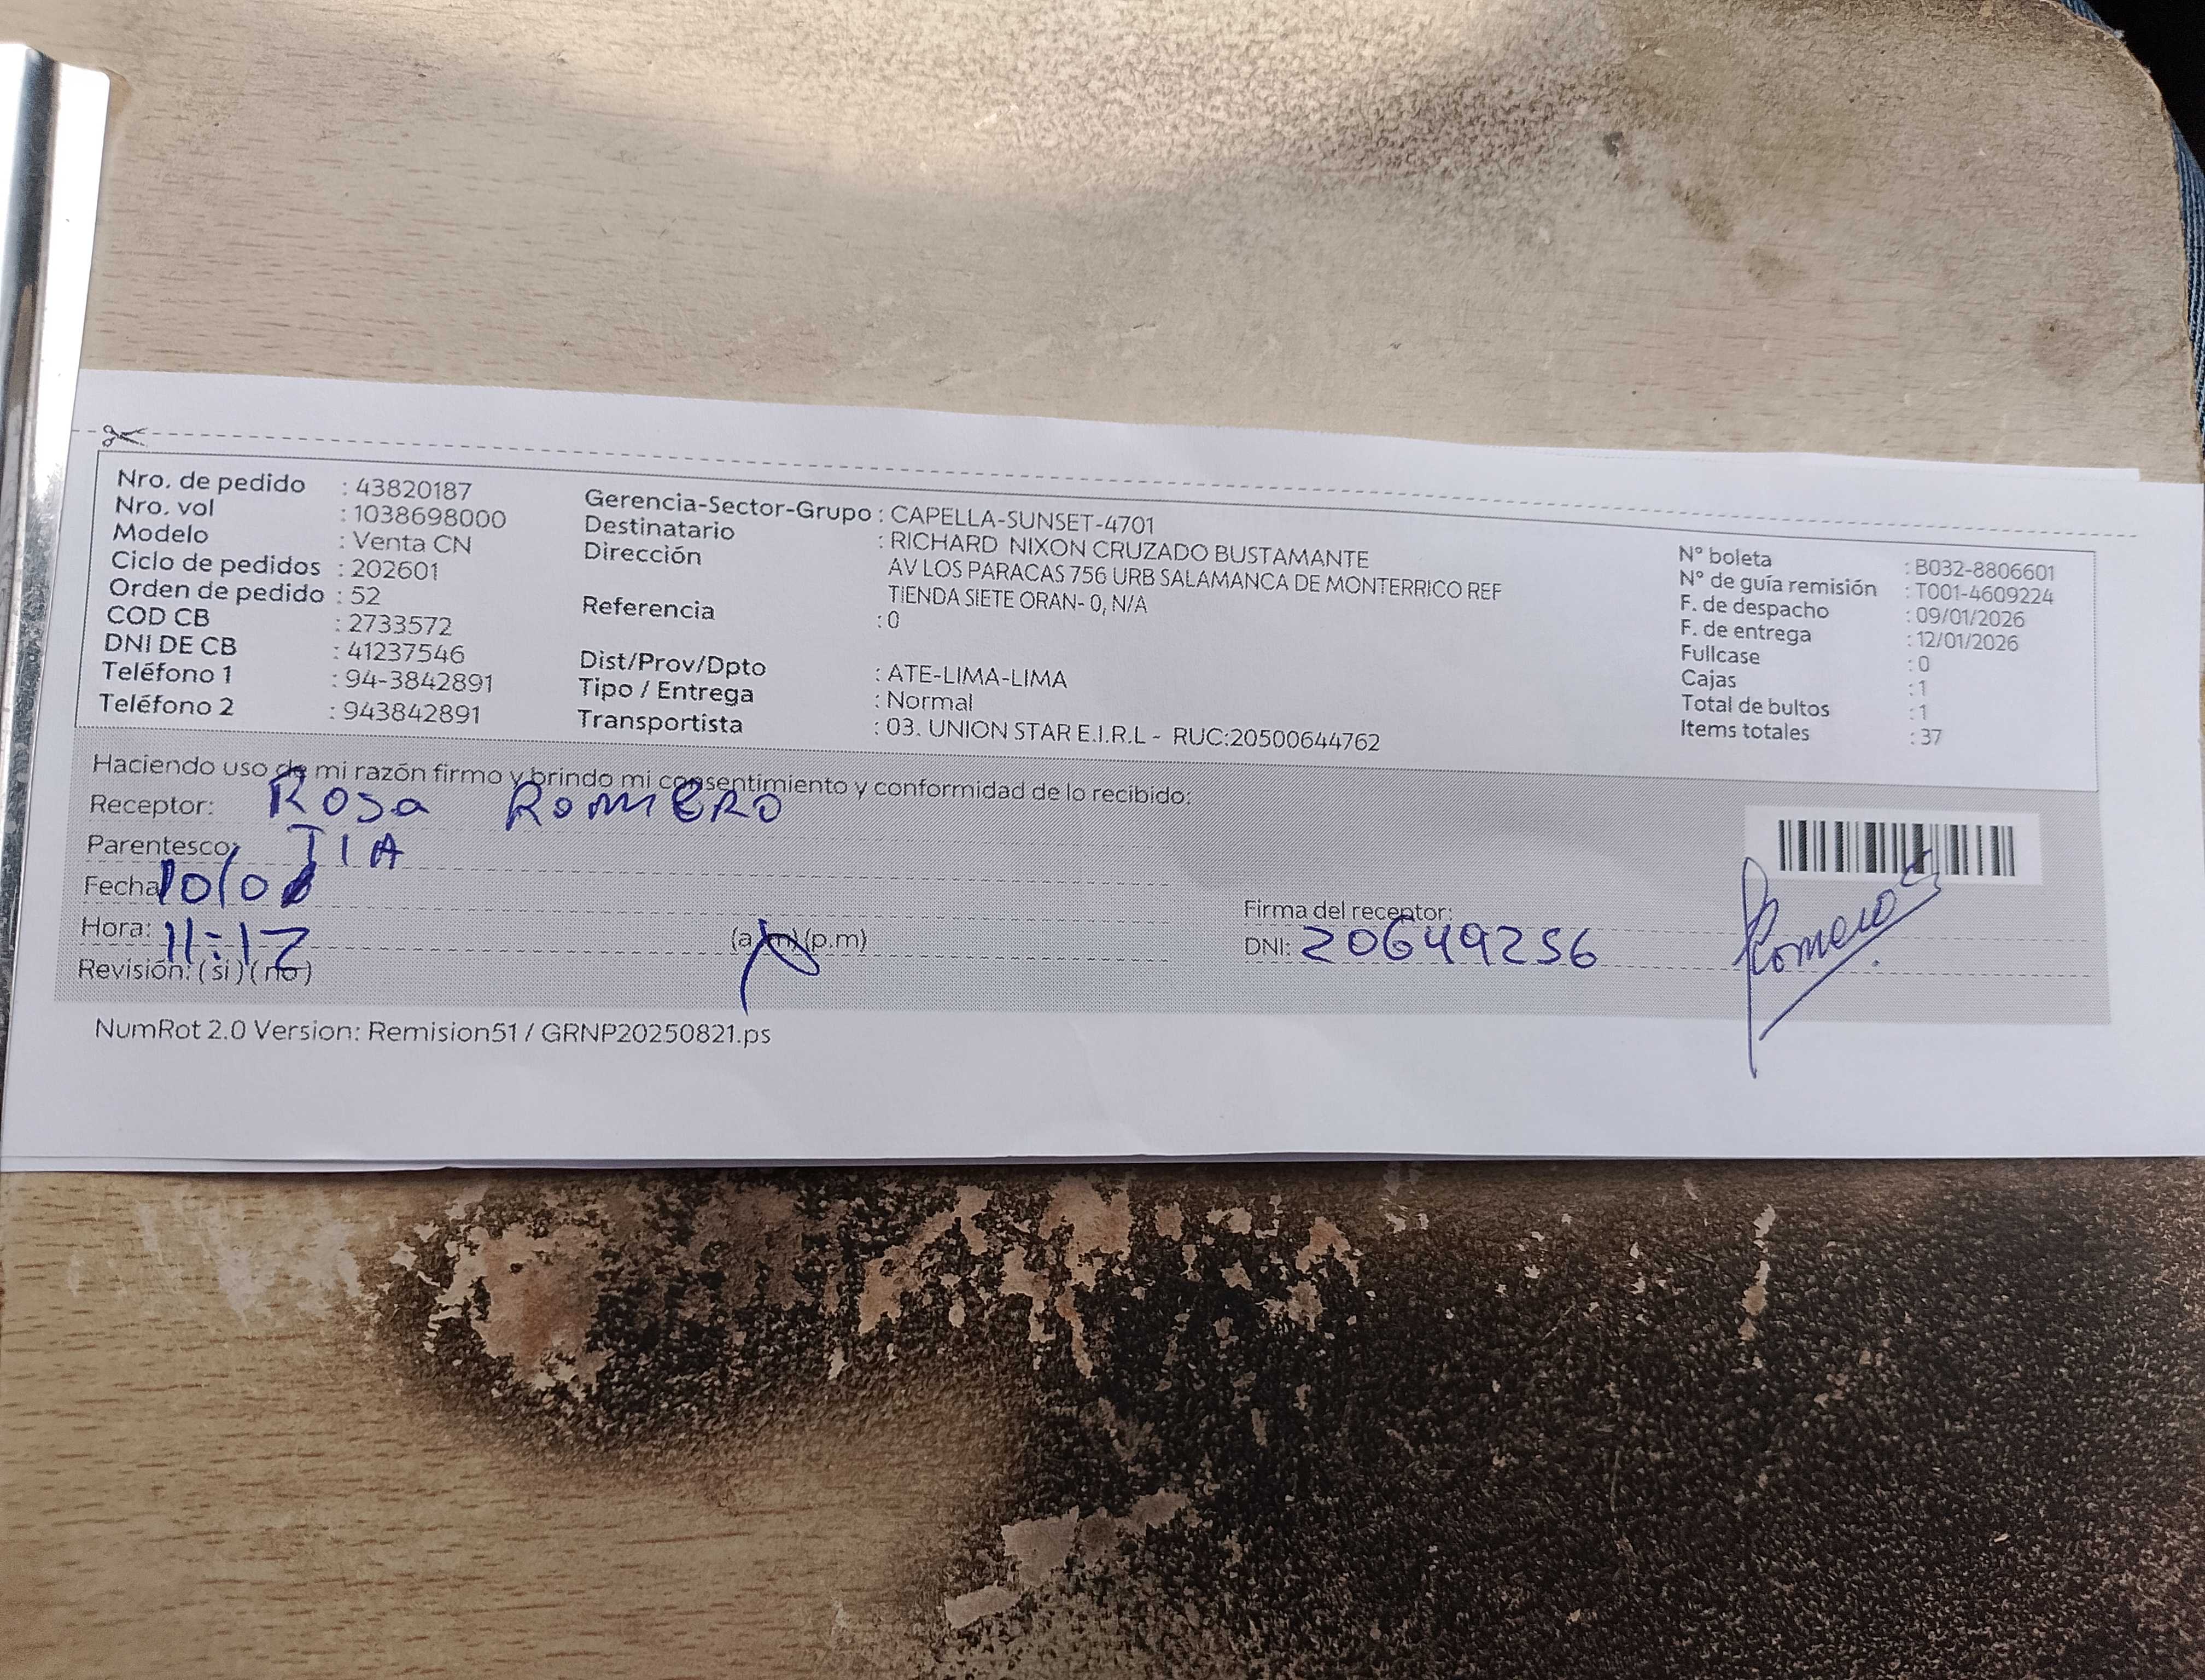 Nro. de pedido : 43820187
Nro. vol : 1038698000
Modelo : Venta CN
Ciclo de pedidos : 202601
Orden de pedido : 52
COD CB : 2733572
DNI DE CB : 41237546
Teléfono 1 : 94-3842891
Teléfono 2 : 943842891
Gerencia-Sector-Grupo : CAPELLA-SUNSET-4701
Destinatario : RICHARD NIXON CRUZADO BUSTAMANTE
Dirección AV LOS PARACAS 756 URB SALAMANCA DE MONTERRICO REF
TIENDA SIETE ORAN- 0, N/A
Referencia : 0
Dist/Prov/Dpto : ATE-LIMA-LIMA
Tipo / Entrega : Normal
Transportista : 03. UNION STAR E.I.R.L - RUC:20500644762
N° boleta : B032-8806601
N° de guía remisión : T001-4609224
F. de despacho : 09/01/2026
F. de entrega : 12/01/2026
Fullcase : 0
Cajas : 1
Total de bultos : 1
Items totales : 37
Haciendo uso de mi razón firmo y brindo mi consentimiento y conformidad de lo recibido:
Receptor: Rosa ROMERO
Parentesco: TIA
Fecha 10/01
Hora: 11:12 (a.m)(p.m)
Revisión: (si) (no)
Firma del receptor: Romero
DNI: 20649256
NumRot 2.0 Version: Remision51 / GRNP20250821.ps